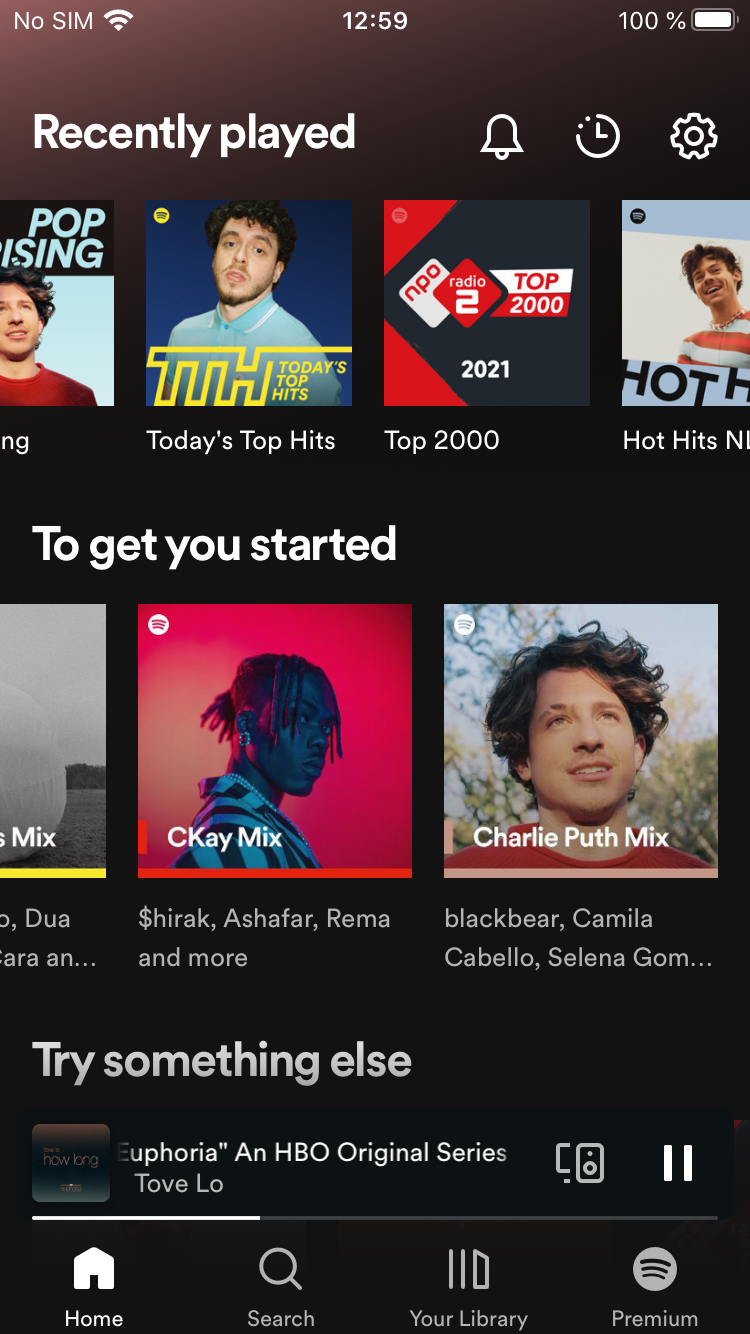 No SIM 12:59 100 %
Recently played
POP
RISING
TTH TODAY'S
TOP
HITS
npo radio 2 TOP
2000
2021
HOT H
ng Today's Top Hits Top 2000 Hot Hits NL
To get you started
s Mix CKay Mix Charlie Puth Mix
o, Dua $hirak, Ashafar, Rema blackbear, Camila
Cara an... and more Cabello, Selena Gom...
Try something else
how long
Euphoria" An HBO Original Series
Tove Lo
Home Search Your Library Premium